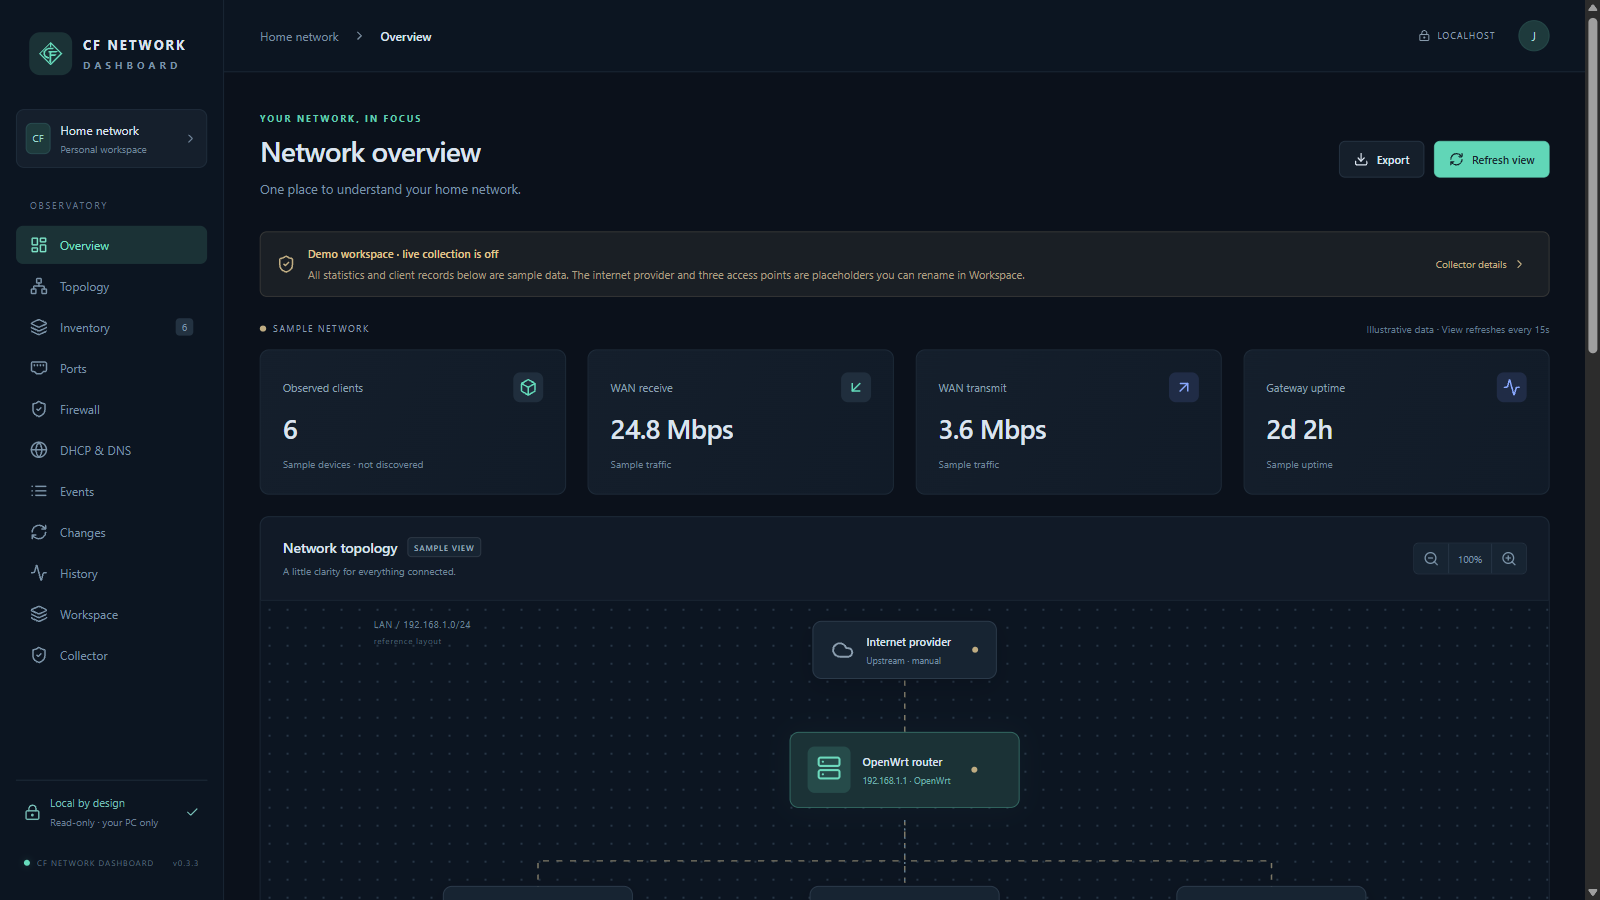 CF NETWORK
DASHBOARD
CF
Home network
Personal workspace
OBSERVATORY
Overview
Topology
Inventory
6
Ports
Firewall
DHCP & DNS
Events
Changes
History
Workspace
Collector
Local by design
Read-only · your PC only
CF NETWORK DASHBOARD
v0.3.3
Home network
Overview
LOCALHOST
J
YOUR NETWORK, IN FOCUS
Network overview
One place to understand your home network.
Export
Refresh view
Demo workspace · live collection is off
All statistics and client records below are sample data. The internet provider and three access points are placeholders you can rename in Workspace.
Collector details
SAMPLE NETWORK
Illustrative data · View refreshes every 15s
Observed clients
6
Sample devices · not discovered
WAN receive
24.8 Mbps
Sample traffic
WAN transmit
3.6 Mbps
Sample traffic
Gateway uptime
2d 2h
Sample uptime
Network topology
SAMPLE VIEW
A little clarity for everything connected.
100%
LAN / 192.168.1.0/24
reference layout
Internet provider
Upstream · manual
OpenWrt router
192.168.1.1 · OpenWrt